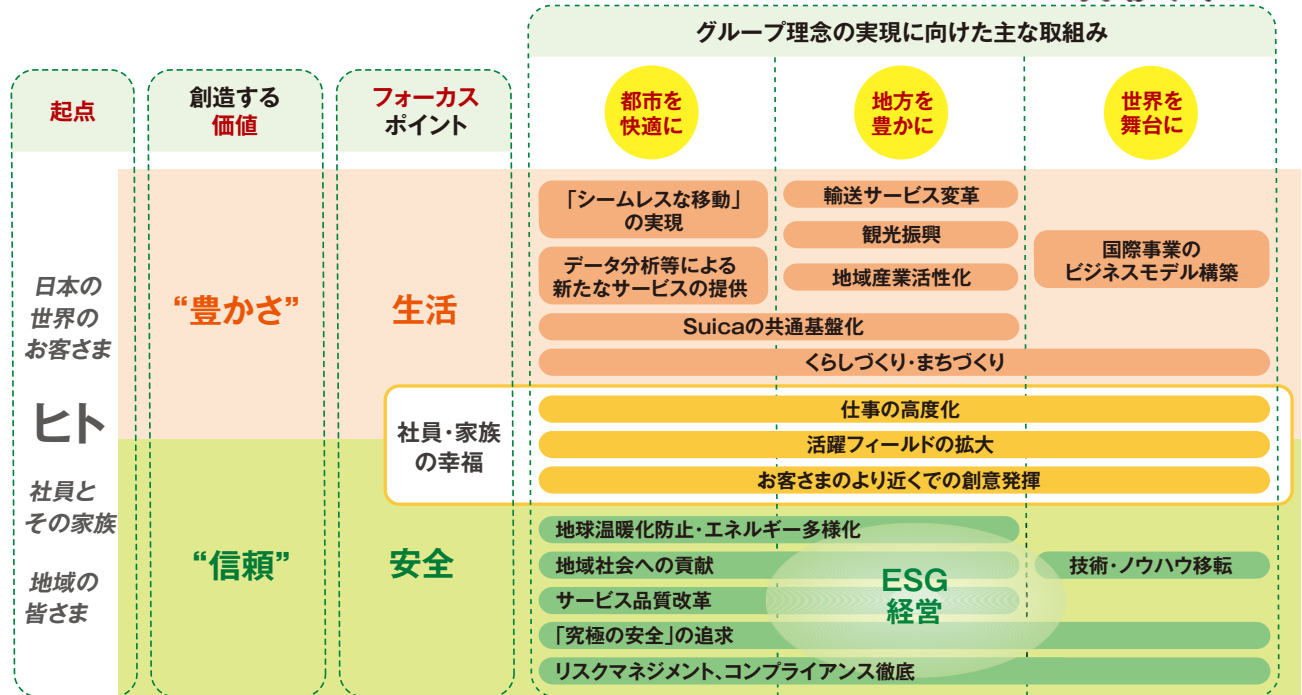 グループ理念の実現に向けた主な取組み
起点
創造する
価値
フォーカス
ポイント
都市を
快適に
地方を
豊かに
世界を
舞台に
日本の
世界の
お客さま
ヒト
社員と
その家族
地域の
皆さま
“豊かさ”
生活
「シームレスな移動」
の実現
データ分析等による
新たなサービスの提供
輸送サービス変革
観光振興
地域産業活性化
国際事業の
ビジネスモデル構築
Suicaの共通基盤化
くらしづくり・まちづくり
社員・家族
の幸福
仕事の高度化
活躍フィールドの拡大
お客さまのより近くでの創意発揮
“信頼”
安全
地球温暖化防止・エネルギー多様化
地域社会への貢献
サービス品質改革
「究極の安全」の追求
リスクマネジメント、コンプライアンス徹底
ESG
経営
技術・ノウハウ移転